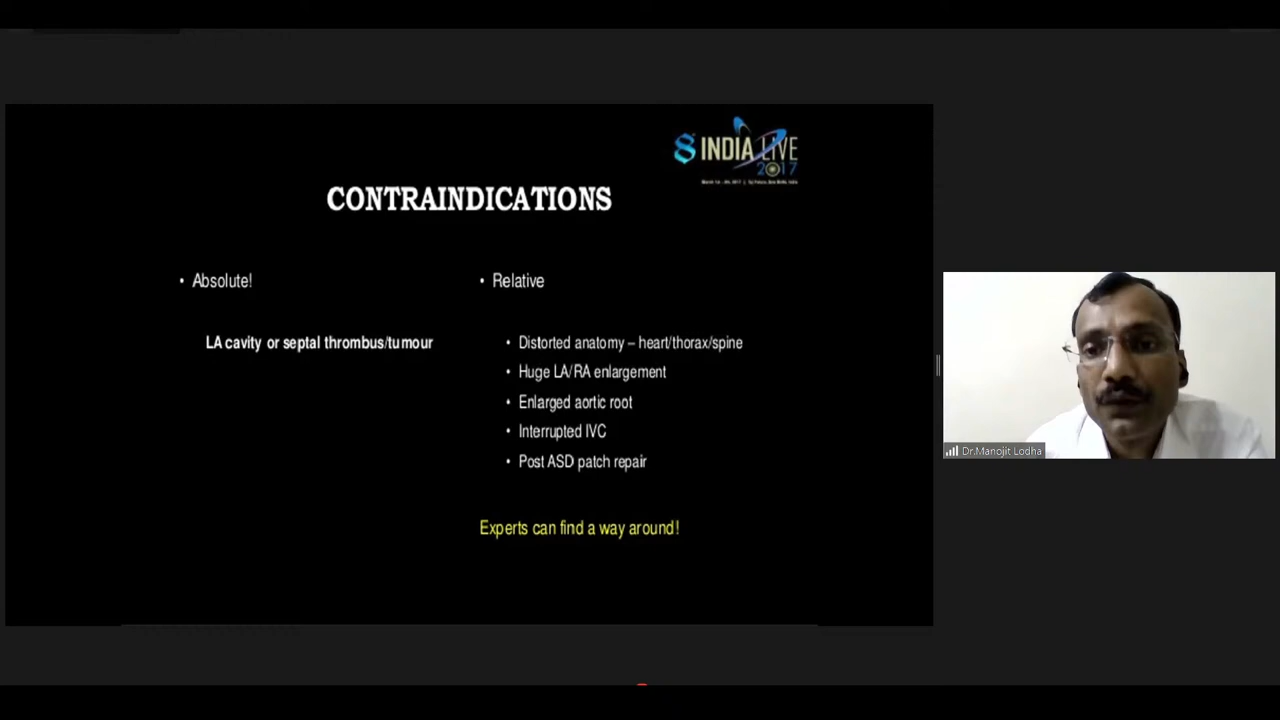 8 INDIA LIVE
2017
CONTRAINDICATIONS
• Absolute!
LA cavity or septal thrombus/tumour
• Relative
• Distorted anatomy – heart/thorax/spine
• Huge LA/RA enlargement
• Enlarged aortic root
• Interrupted IVC
• Post ASD patch repair
Experts can find a way around!
Dr.Manojit Lodha